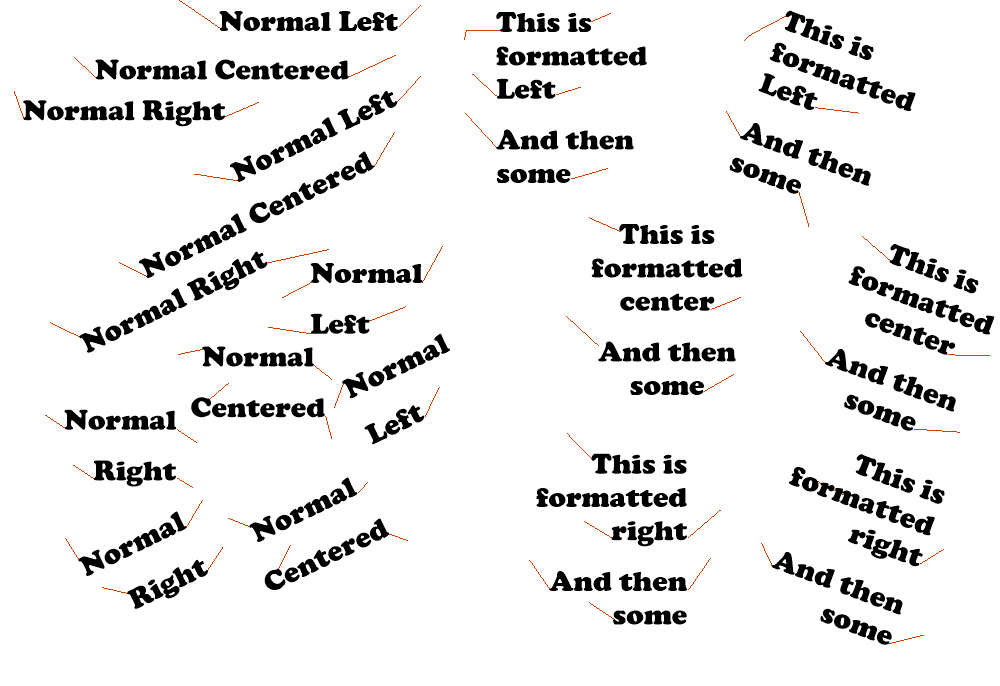 Normal Left
Normal Centered
Normal Right
Normal Left
Normal Centered
Normal Right
Normal
Left
Normal
Centered
Normal
Left
Normal
Right
Normal
Centered
Normal
Right
This is
formatted
Left
And then
some
This is
formatted
Left
And then
some
This is
formatted
center
And then
some
This is
formatted
center
And then
some
This is
formatted
right
And then
some
This is
formatted
right
And then
some